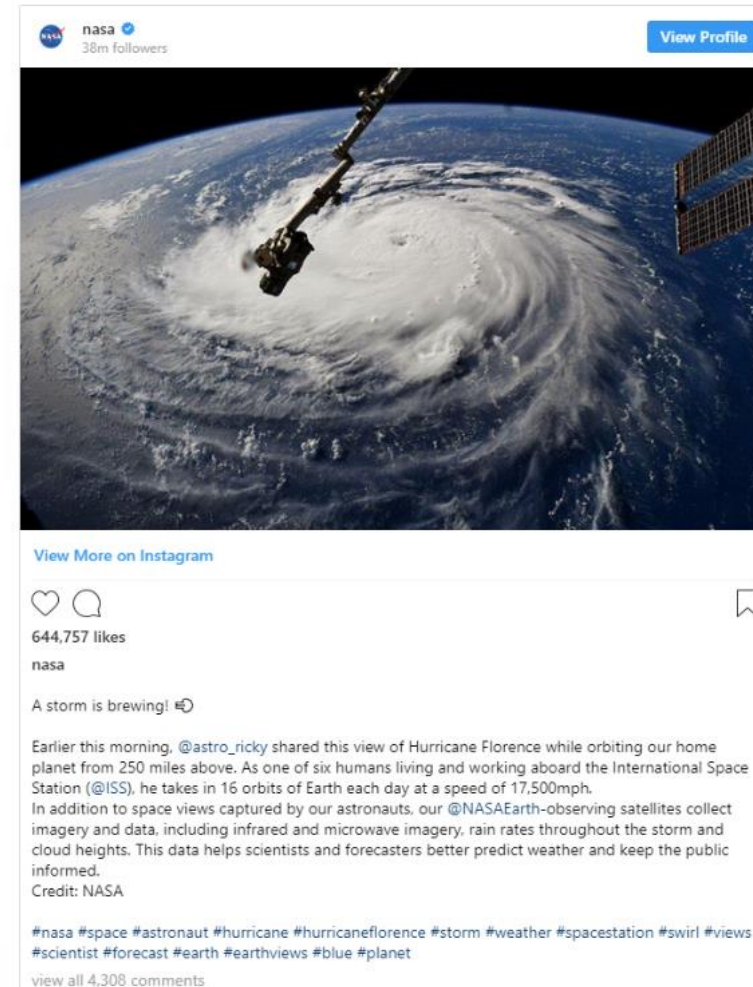 nasa
38m followers
View Profile
NASA
View More on Instagram
644,757 likes
nasa
A storm is brewing! 💨
Earlier this morning, @astro_ricky shared this view of Hurricane Florence while orbiting our home
planet from 250 miles above. As one of six humans living and working aboard the International Space
Station (@ISS), he takes in 16 orbits of Earth each day at a speed of 17,500mph.
In addition to space views captured by our astronauts, our @NASAEarth-observing satellites collect
imagery and data, including infrared and microwave imagery, rain rates throughout the storm and
cloud heights. This data helps scientists and forecasters better predict weather and keep the public
informed.
Credit: NASA
#nasa #space #astronaut #hurricane #hurricaneflorence #storm #weather #spacestation #swirl #views
#scientist #forecast #earth #earthviews #blue #planet
view all 4,308 comments